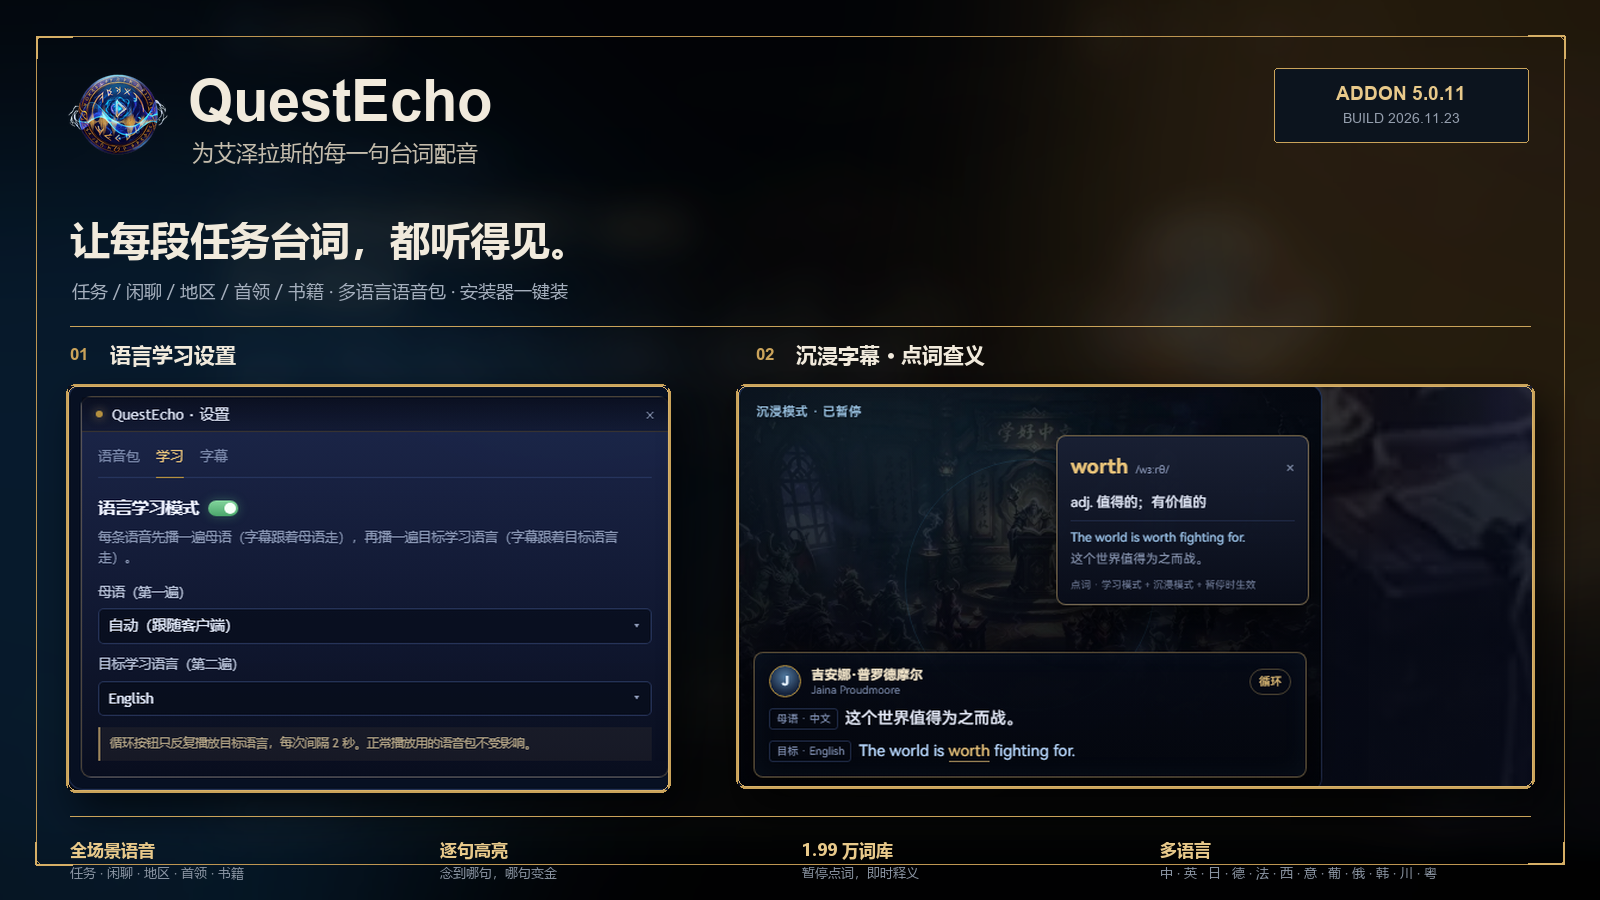 QuestEcho
为艾泽拉斯的每一句台词配音
ADDON 5.0.11
BUILD 2026.11.23
让每段任务台词，都听得见。
任务 / 闲聊 / 地区 / 首领 / 书籍 · 多语言语音包 · 安装器一键装
01 语言学习设置
QuestEcho · 设置 ×
语音包 学习 字幕
语言学习模式
每条语音先播一遍母语（字幕跟着母语走），再播一遍目标学习语言（字幕跟着目标语言
走）。
母语（第一遍）
自动（跟随客户端）
目标学习语言（第二遍）
English
循环按钮只反复播放目标语言，每次间隔 2 秒。正常播放用的语音包不受影响。
02 沉浸字幕 • 点词查义
沉浸模式 · 已暂停
学好中文
worth /wɜːrθ/ ×
adj. 值得的；有价值的
The world is worth fighting for.
这个世界值得为之而战。
点词 · 学习模式 + 沉浸模式 + 暂停时生效
J
吉安娜·普罗德摩尔
Jaina Proudmoore
循环
母语 · 中文 这个世界值得为之而战。
目标 · English The world is worth fighting for.
全场景语音
任务 · 闲聊 · 地区 · 首领 · 书籍
逐句高亮
念到哪句，哪句变金
1.99 万词库
暂停点词，即时释义
多语言
中 · 英 · 日 · 德 · 法 · 西 · 意 · 葡 · 俄 · 韩 · 川 · 粤